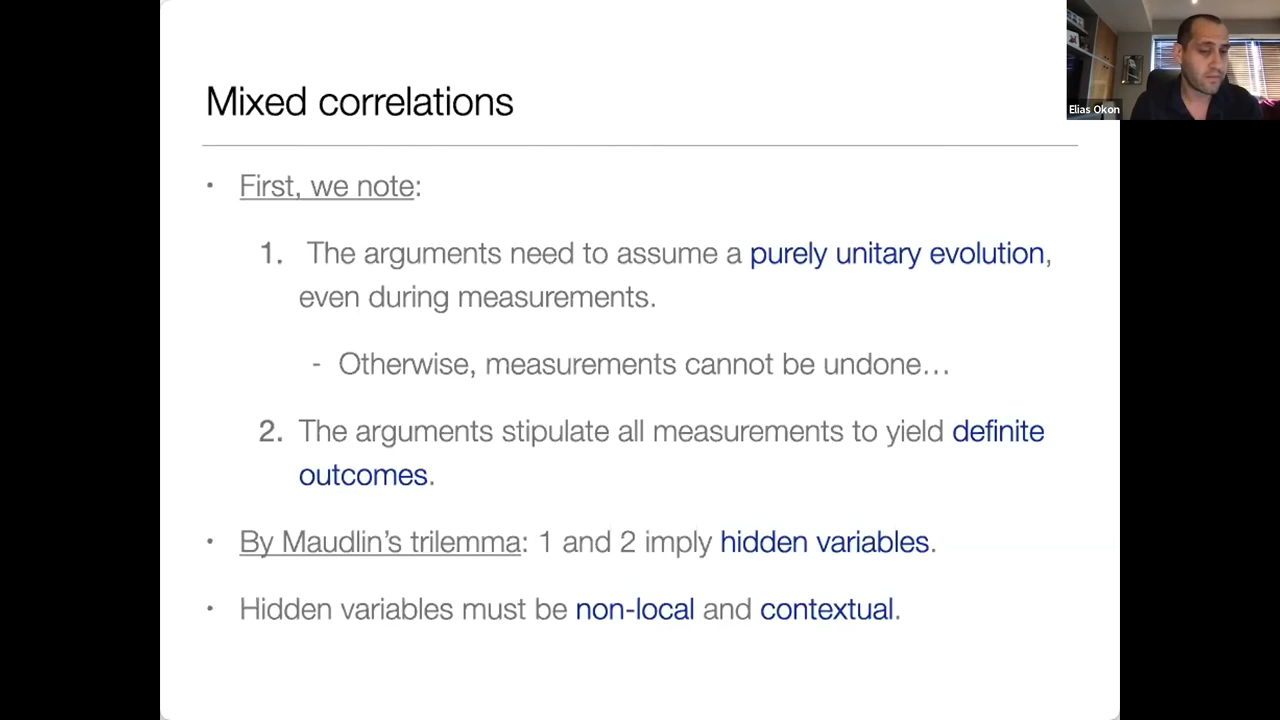 Elias Okon
Mixed correlations
• First, we note:
1. The arguments need to assume a purely unitary evolution,
even during measurements.
- Otherwise, measurements cannot be undone…
2. The arguments stipulate all measurements to yield definite
outcomes.
• By Maudlin’s trilemma: 1 and 2 imply hidden variables.
• Hidden variables must be non-local and contextual.